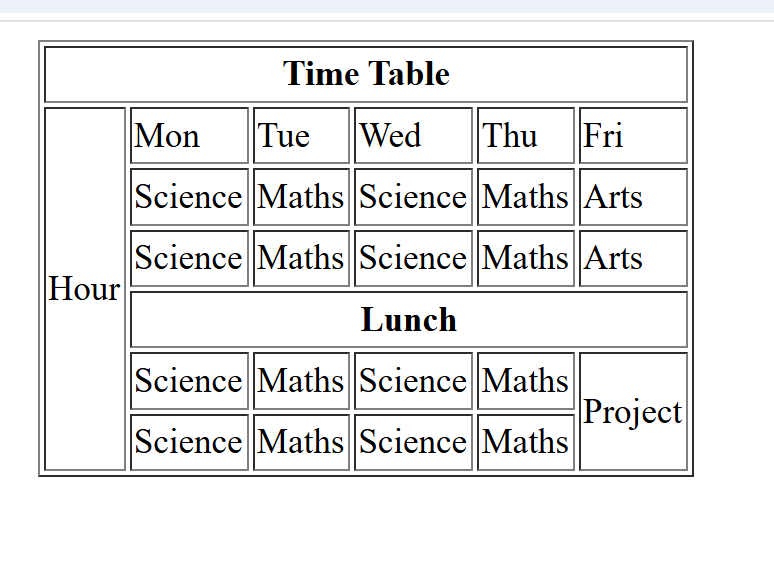 Time Table
Mon Tue Wed Thu Fri
Science Maths Science Maths Arts
Science Maths Science Maths Arts
Hour
Lunch
Science Maths Science Maths
Project
Science Maths Science Maths